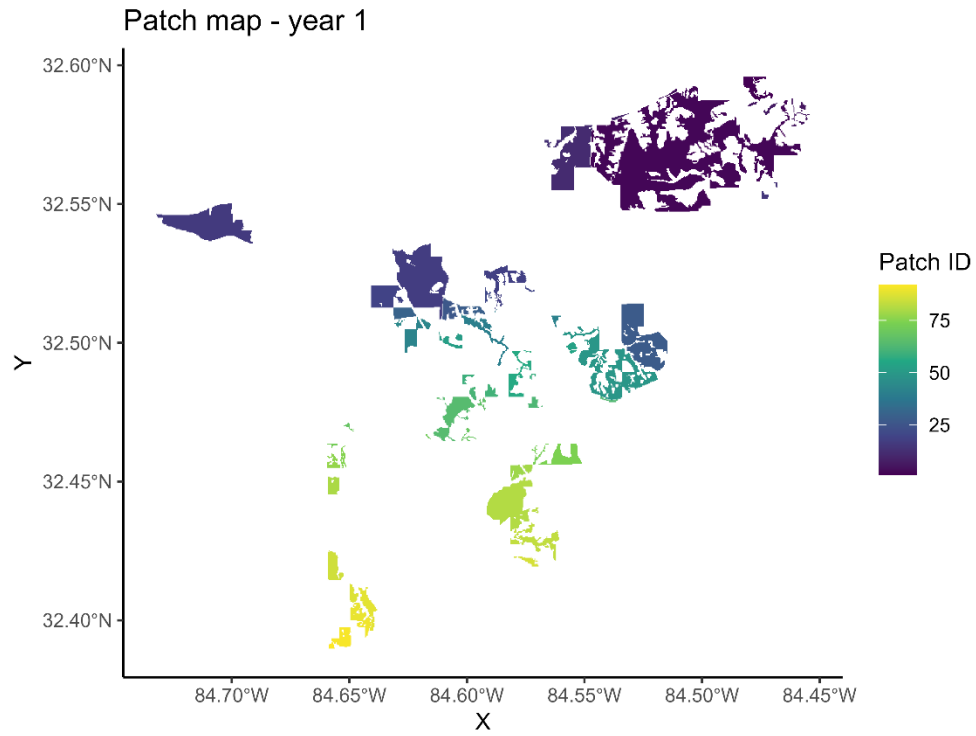 Patch map - year 1
32.60°N
32.55°N
32.50°N
32.45°N
32.40°N
Y
84.70°W
84.65°W
84.60°W
84.55°W
84.50°W
84.45°W
X
Patch ID
75
50
25